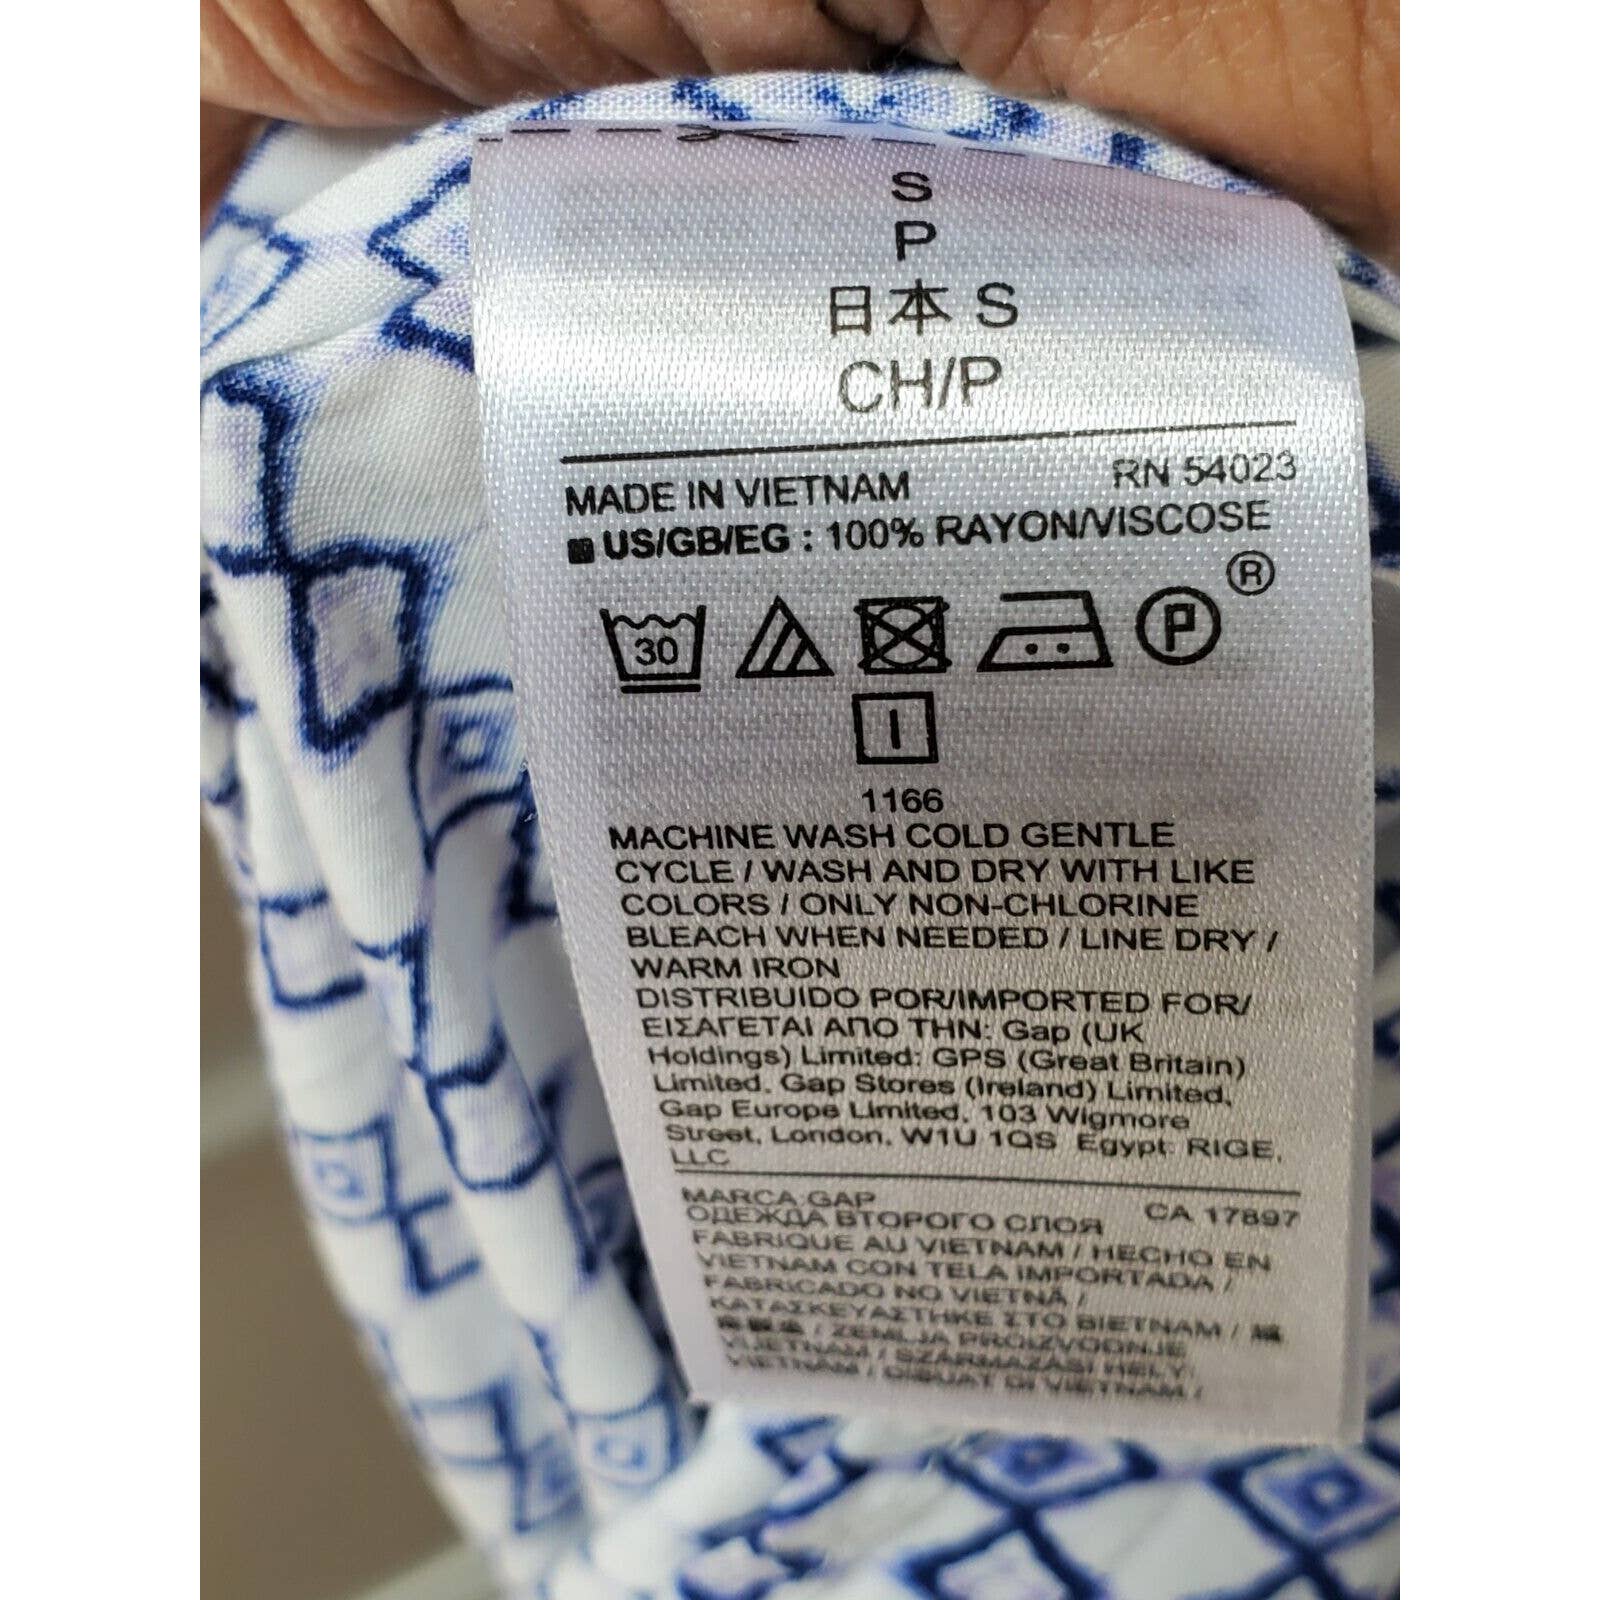 S
P
日本 S
CH/P
RN 54023
MADE IN VIETNAM
US/GB/EG : 100% RAYON/VISCOSE
®
30
P
I
1166
MACHINE WASH COLD GENTLE
CYCLE / WASH AND DRY WITH LIKE
COLORS / ONLY NON-CHLORINE
BLEACH WHEN NEEDED / LINE DRY /
WARM IRON
DISTRIBUIDO POR/IMPORTED FOR/
ΕΙΣΑΓΕΤΑΙ ΑΠΟ ΤΗΝ: Gap (UK
Holdings) Limited: GPS (Great Britain)
Limited. Gap Stores (Ireland) Limited,
Gap Europe Limited, 103 Wigmore
Street, London, W1U 1QS Egypt: RIGE,
LLC
MARCA:GAP
CA 17897
ОДЕЖДА ВТОРОГО СЛОЯ
FABRIQUE AU VIETNAM / HECHO EN
VIETNAM CON TELA IMPORTADA /
FABRICADO NO VIETNÃ /
ΚΑΤΑΣΚΕΥΑΣΤΗΚΕ ΣΤΟ ΒΙΕΤΝΑΜ /
/ ZEMLJA PROIZVODNJE
VIJETNAM / SZÁRMAZÁSI HELY:
VIETNÁM / DIBUAT DI VIETNAM /